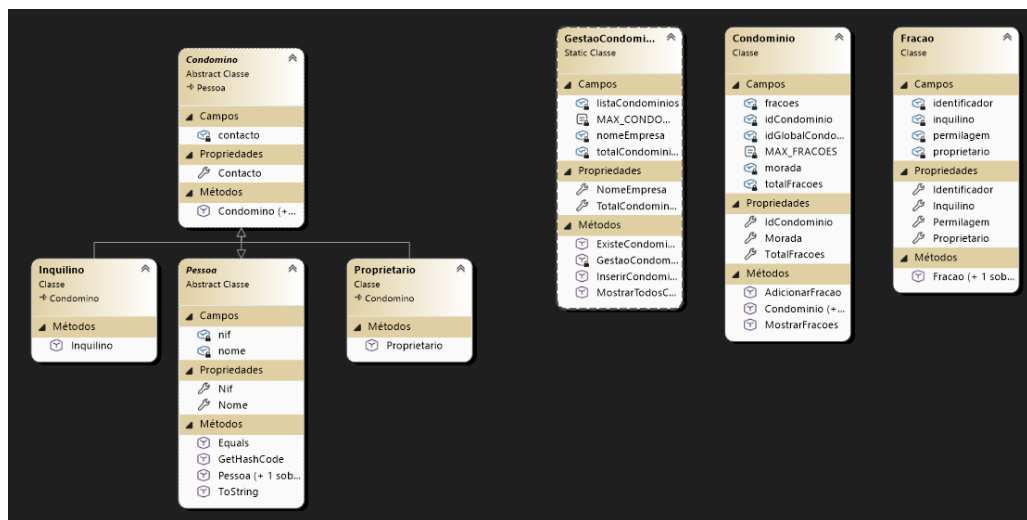 Condomino
Abstract Classe
Pessoa
Campos
contacto
Propriedades
Contacto
Métodos
Condomino (+...
Inquilino
Classe
Condomino
Métodos
Inquilino
Pessoa
Abstract Classe
Campos
nif
nome
Propriedades
Nif
Nome
Métodos
Equals
GetHashCode
Pessoa (+ 1 sob...
ToString
Proprietario
Classe
Condomino
Métodos
Proprietario
GestaoCondomi...
Static Classe
Campos
listaCondominios
MAX_CONDO...
nomeEmpresa
totalCondomini...
Propriedades
NomeEmpresa
TotalCondomin...
Métodos
ExisteCondomi...
GestaoCondom...
InserirCondomi...
MostrarTodosC...
Condominio
Classe
Campos
fracoes
idCondominio
idGlobalCondo...
MAX_FRACOES
morada
totalFracoes
Propriedades
IdCondominio
Morada
TotalFracoes
Métodos
AdicionarFracao
Condominio (+...
MostrarFracoes
Fracao
Classe
Campos
identificador
inquilino
permilagem
proprietario
Propriedades
Identificador
Inquilino
Permilagem
Proprietario
Métodos
Fracao (+ 1 sob...